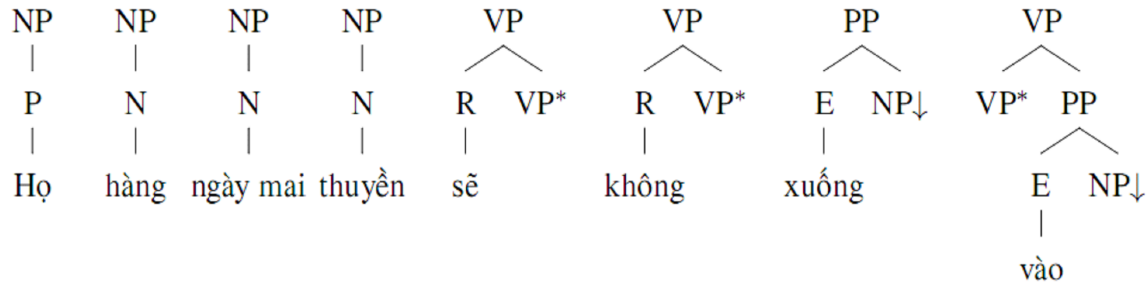 NP NP NP NP VP VP PP VP
P N N N R VP* R VP* E NP↓ VP* PP
Họ hàng ngày mai thuyền sẽ không xuống E NP↓
vào